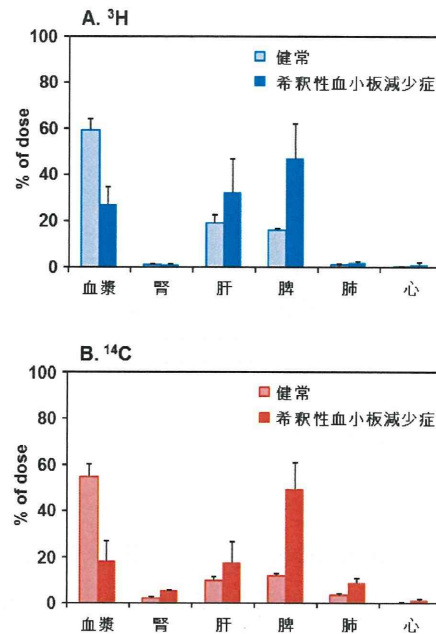 A. ³H
100
80
60
40
20
0
% of dose
健常
希釈性血小板減少症
血漿 腎 肝 脾 肺 心
B. ¹⁴C
100
80
60
40
20
0
% of dose
健常
希釈性血小板減少症
血漿 腎 肝 脾 肺 心